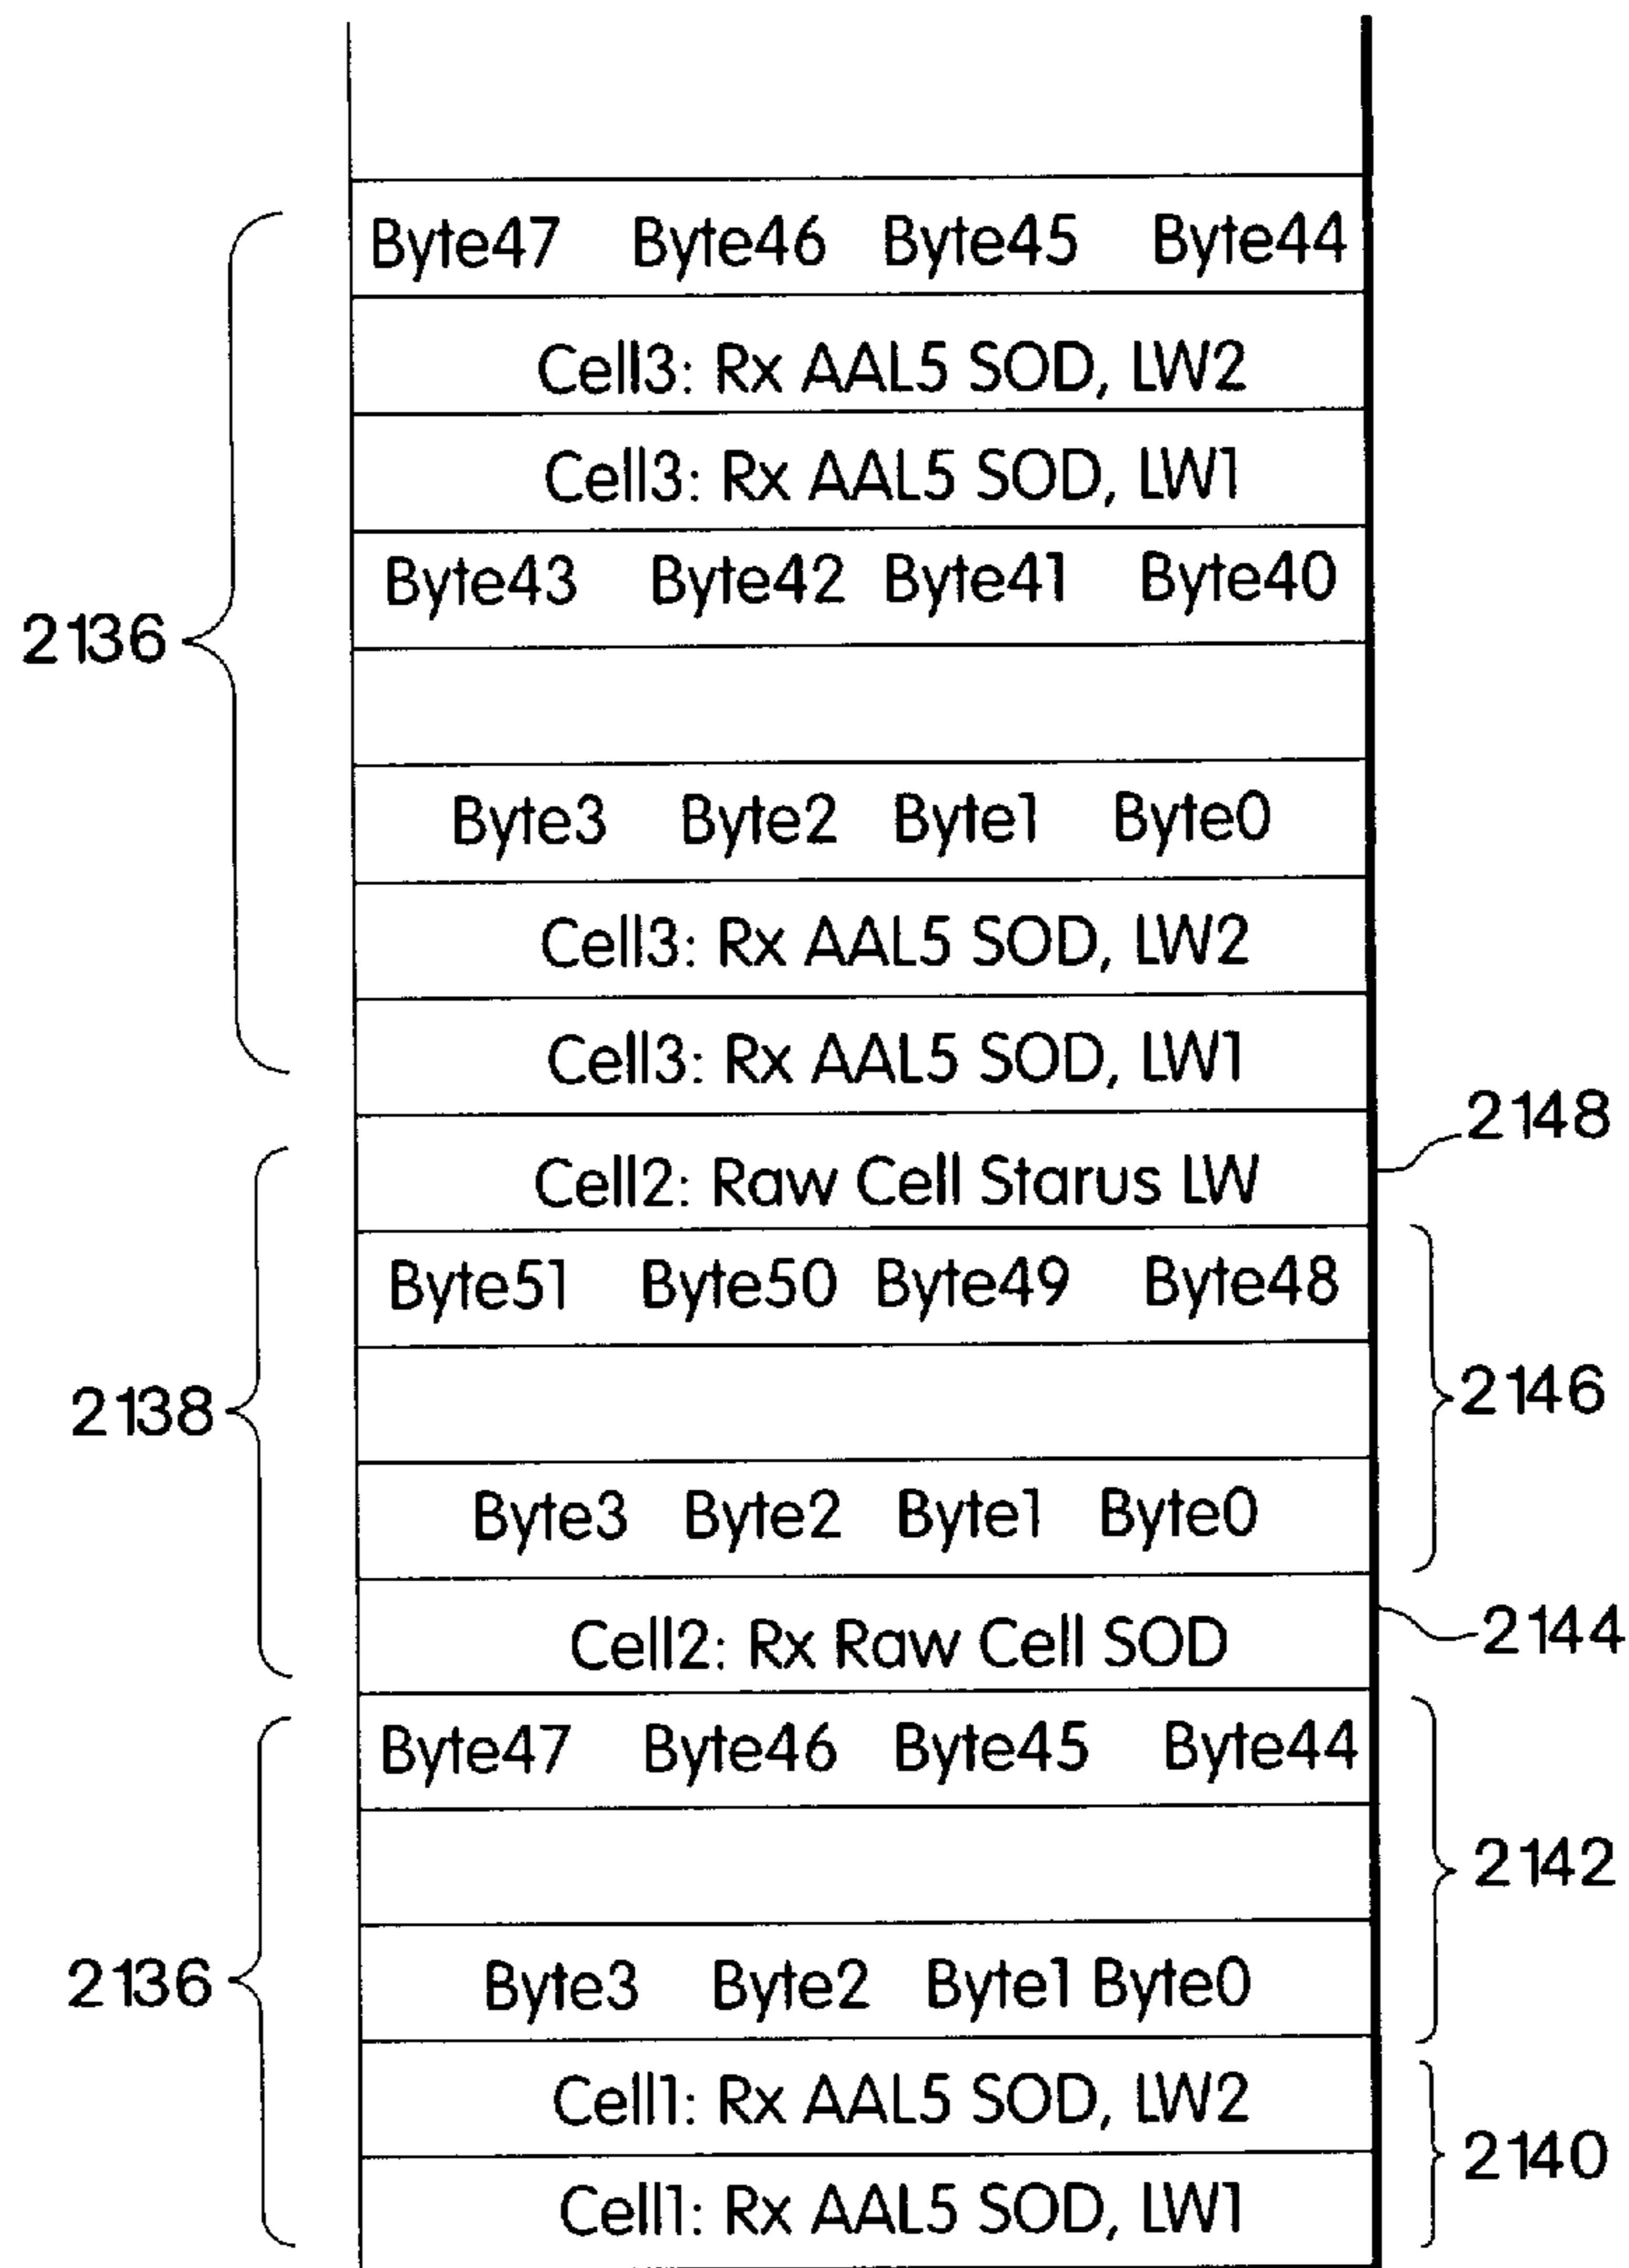 Byte47 Byte46 Byte45 Byte44
Cell3: Rx AAL5 SOD, LW2
Cell3: Rx AAL5 SOD, LW1
Byte43 Byte42 Byte41 Byte40
2136
Byte3 Byte2 Byte1 Byte0
Cell3: Rx AAL5 SOD, LW2
Cell3: Rx AAL5 SOD, LW1
2148
Cell2: Raw Cell Starus LW
Byte51 Byte50 Byte49 Byte48
2138
2146
Byte3 Byte2 Byte1 Byte0
Cell2: Rx Raw Cell SOD
2144
Byte47 Byte46 Byte45 Byte44
2142
2136
Byte3 Byte2 Byte1 Byte0
Cell1: Rx AAL5 SOD, LW2
2140
Cell1: Rx AAL5 SOD, LW1